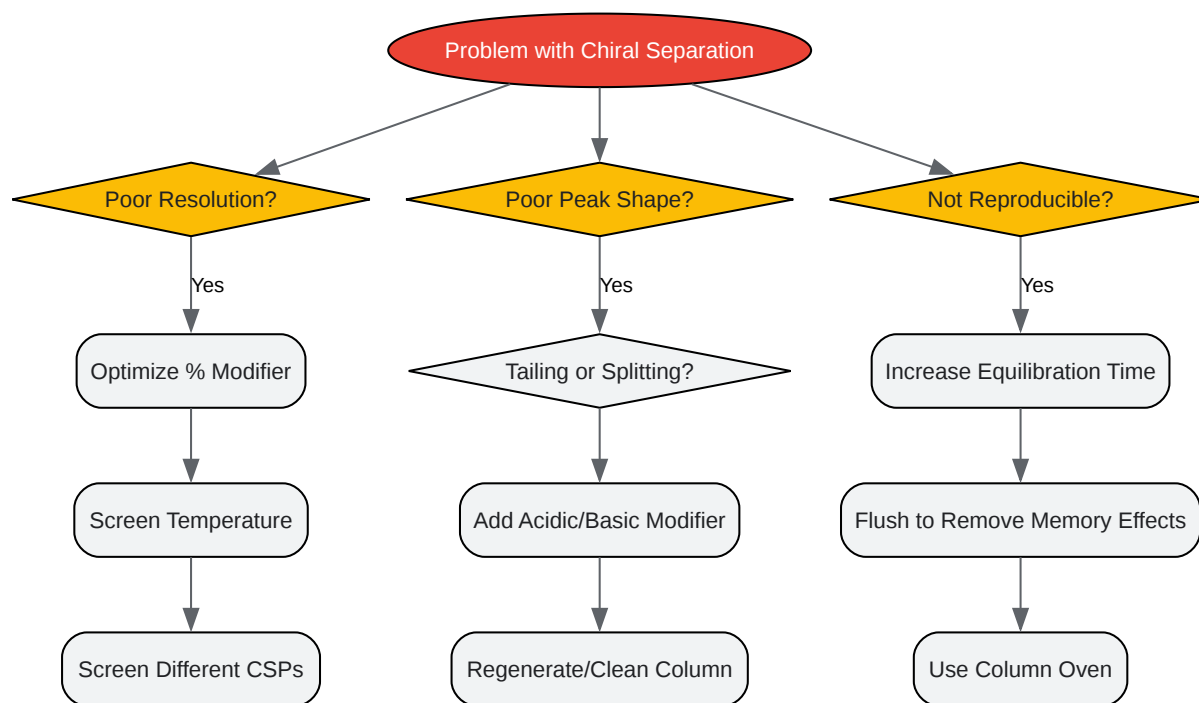 Problem with Chiral Separation
Poor Resolution?
Poor Peak Shape?
Not Reproducible?
Yes
Yes
Yes
Optimize % Modifier
Tailing or Splitting?
Increase Equilibration Time
Screen Temperature
Add Acidic/Basic Modifier
Flush to Remove Memory Effects
Screen Different CSPs
Regenerate/Clean Column
Use Column Oven